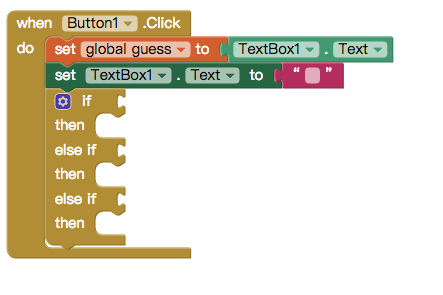 when Button1 .Click
do set global guess to TextBox1 . Text
set TextBox1 . Text to “ ”
if
then
else if
then
else if
then